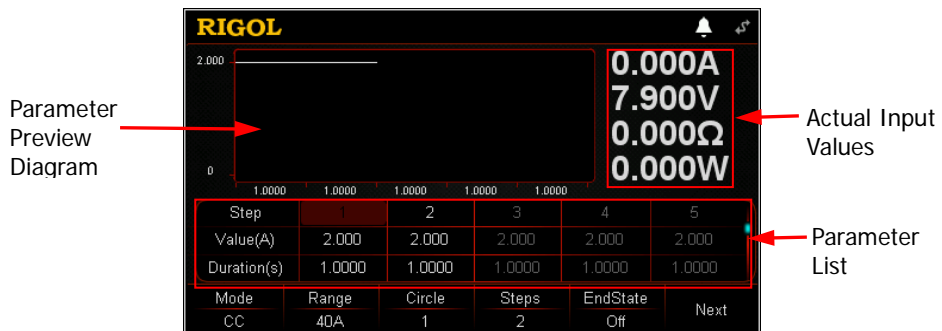 RIGOL
2.000
0
1.0000 1.0000 1.0000 1.0000 1.0000
0.000A
7.900V
0.000Ω
0.000W
Parameter
Preview
Diagram
Actual Input
Values
Step 1 2 3 4 5
Value(A) 2.000 2.000 2.000 2.000 2.000
Duration(s) 1.0000 1.0000 1.0000 1.0000 1.0000
Parameter
List
Mode Range Circle Steps EndState Next
CC 40A 1 2 Off